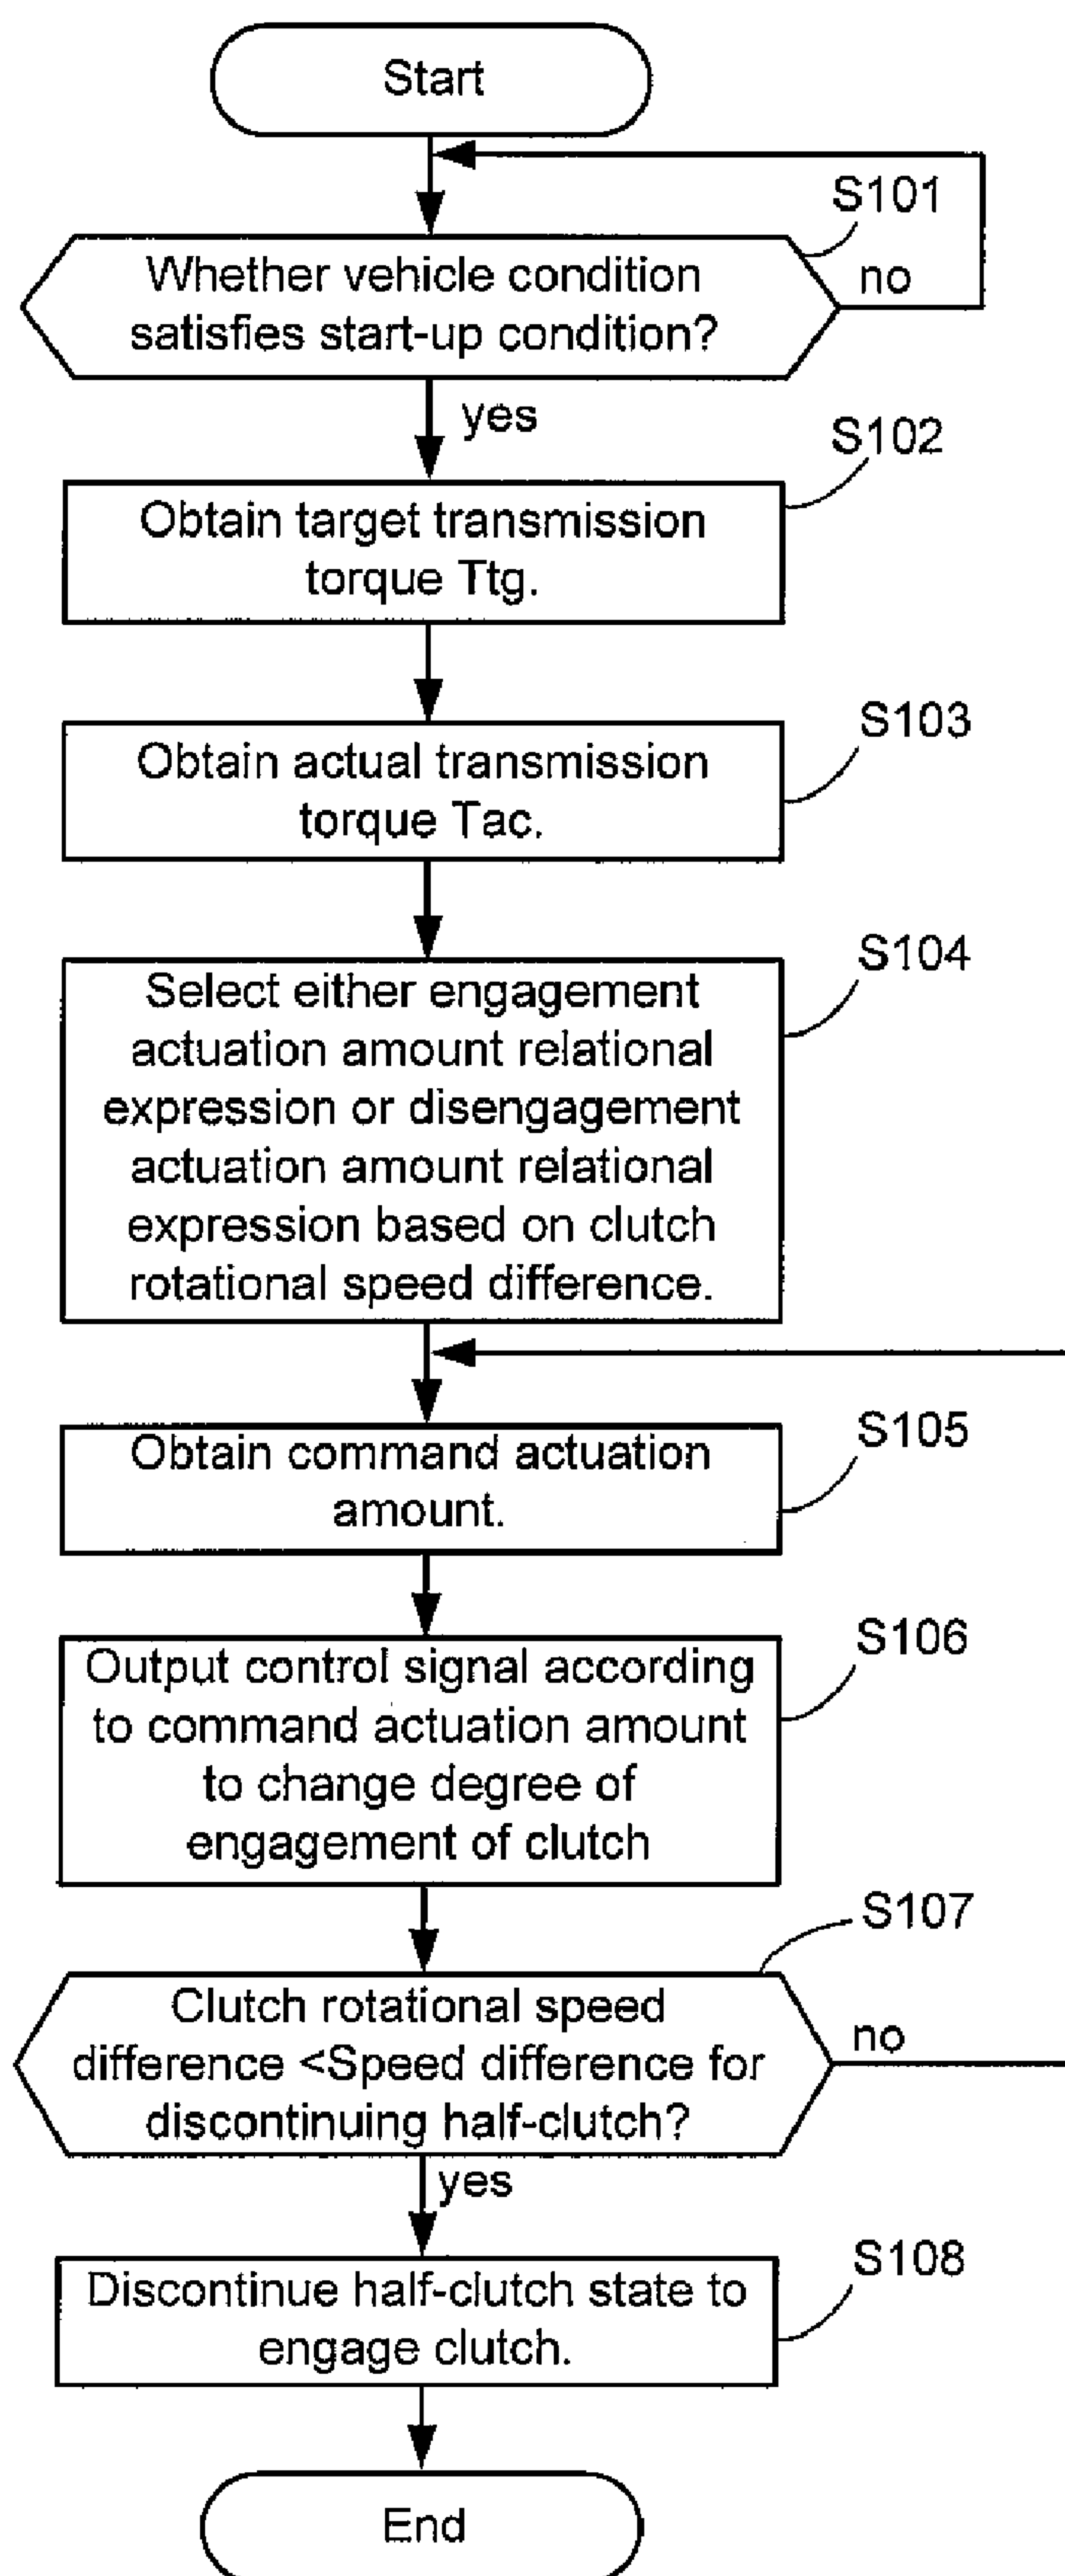 Start
S101
Whether vehicle condition
satisfies start-up condition?
no
yes
S102
Obtain target transmission
torque Ttg.
S103
Obtain actual transmission
torque Tac.
S104
Select either engagement
actuation amount relational
expression or disengagement
actuation amount relational
expression based on clutch
rotational speed difference.
S105
Obtain command actuation
amount.
S106
Output control signal according
to command actuation amount
to change degree of
engagement of clutch
S107
Clutch rotational speed
difference <Speed difference for
discontinuing half-clutch?
no
yes
S108
Discontinue half-clutch state to
engage clutch.
End